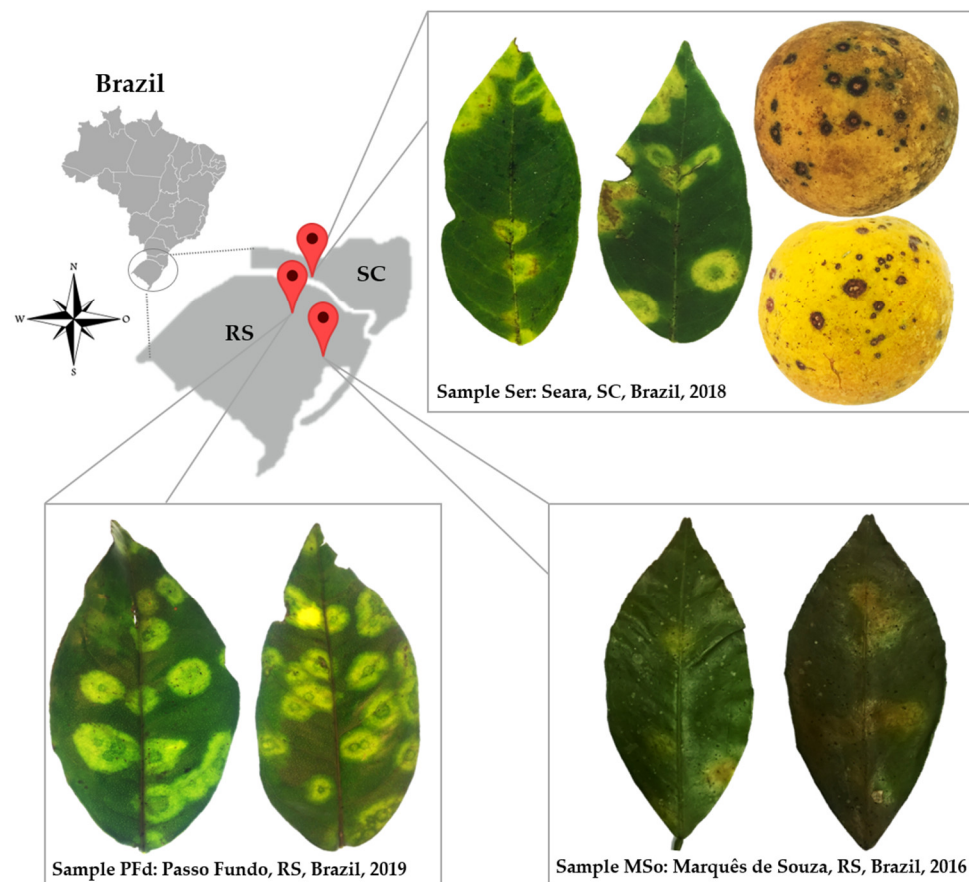 Brazil
N
W
O
S
SC
RS
Sample Ser: Seara, SC, Brazil, 2018
Sample PFd: Passo Fundo, RS, Brazil, 2019
Sample MSo: Marquês de Souza, RS, Brazil, 2016